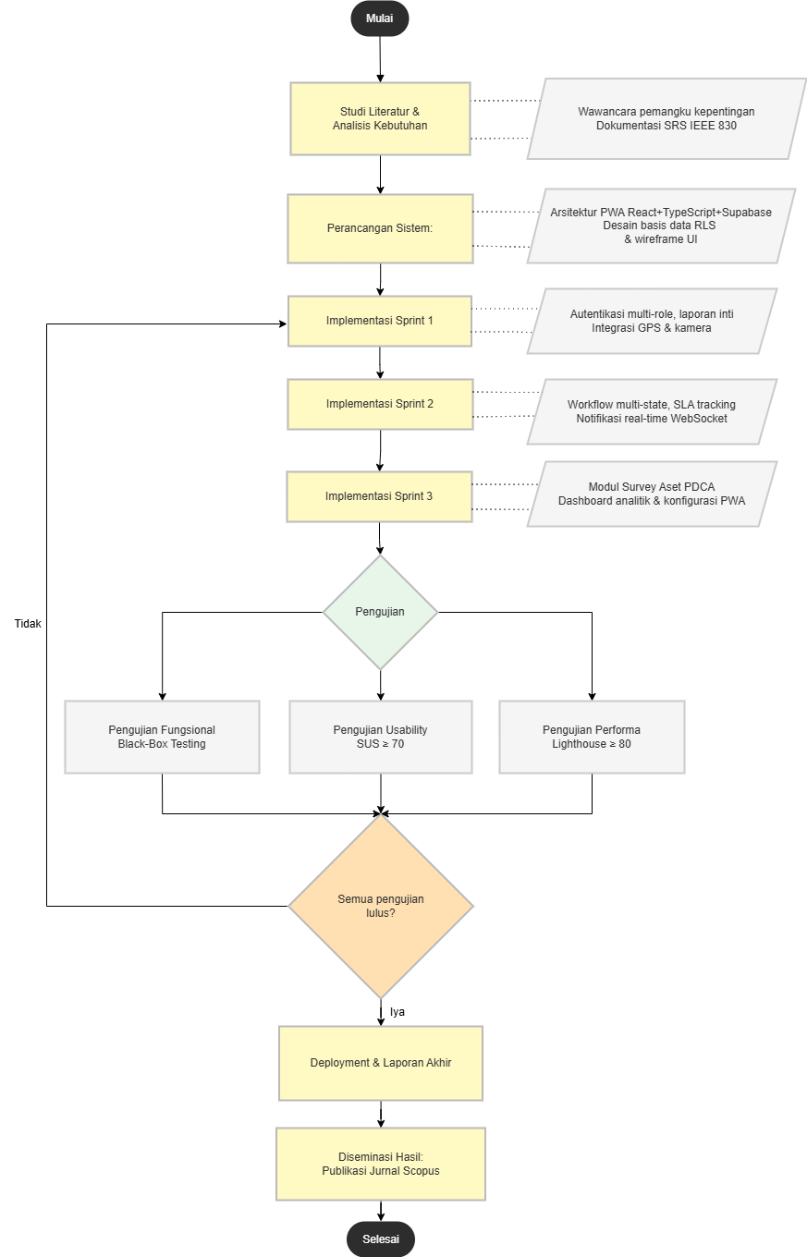 Mulai
Studi Literatur &
Analisis Kebutuhan
Wawancara pemangku kepentingan
Dokumentasi SRS IEEE 830
Perancangan Sistem:
Arsitektur PWA React+TypeScript+Supabase
Desain basis data RLS
& wireframe UI
Implementasi Sprint 1
Autentikasi multi-role, laporan inti
Integrasi GPS & kamera
Implementasi Sprint 2
Workflow multi-state, SLA tracking
Notifikasi real-time WebSocket
Implementasi Sprint 3
Modul Survey Aset PDCA
Dashboard analitik & konfigurasi PWA
Pengujian
Tidak
Pengujian Fungsional
Black-Box Testing
Pengujian Usability
SUS ≥ 70
Pengujian Performa
Lighthouse ≥ 80
Semua pengujian
lulus?
Iya
Deployment & Laporan Akhir
Diseminasi Hasil:
Publikasi Jurnal Scopus
Selesai